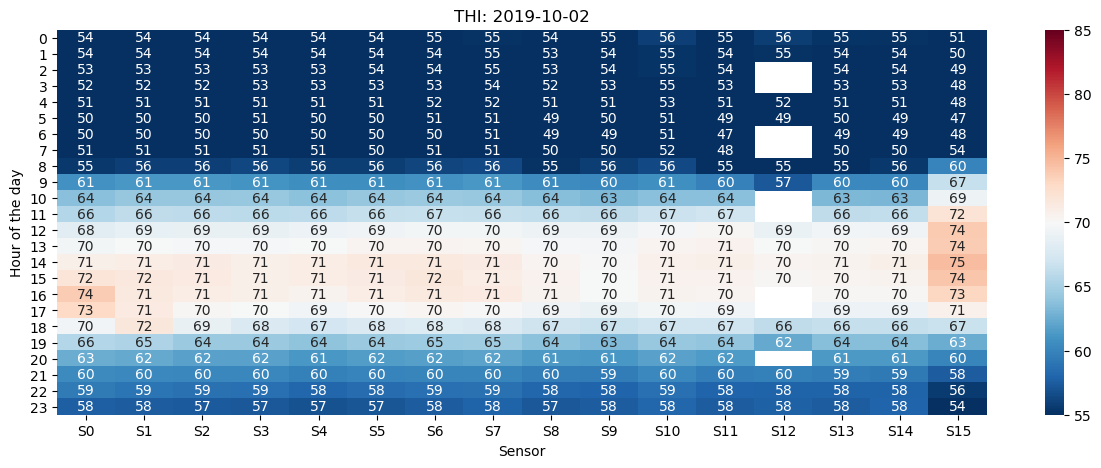 THI: 2019-10-02
Hour of the day
0 54 54 54 54 54 54 55 55 54 55 56 55 56 55 55 51
1 54 54 54 54 54 54 54 55 53 54 55 54 55 54 54 50
2 53 53 53 53 53 54 54 55 53 54 55 54 54 54 49
3 52 52 52 53 53 53 53 54 52 53 55 53 53 53 48
4 51 51 51 51 51 51 52 52 51 51 53 51 52 51 51 48
5 50 50 50 51 50 50 51 51 49 50 51 49 49 50 49 47
6 50 50 50 50 50 50 51 51 49 49 51 47 49 49 48
7 51 51 51 51 50 51 51 51 50 50 52 48 50 50 54
8 55 56 56 56 56 56 56 56 55 56 56 55 55 55 56 60
9 61 61 61 61 61 61 61 61 61 60 61 60 57 60 60 67
10 64 64 64 64 64 64 64 64 64 63 64 64 63 63 69
11 66 66 66 66 66 66 67 66 66 66 67 67 66 66 72
12 68 69 69 69 69 69 70 70 69 69 70 70 69 69 69 74
13 70 70 70 70 70 70 70 70 70 70 70 71 70 70 70 74
14 71 71 71 71 71 71 71 71 70 70 71 71 70 71 71 75
15 72 72 71 71 71 71 72 71 71 70 71 71 70 70 71 74
16 74 71 71 71 71 71 71 71 71 70 71 70 70 70 73
17 73 71 70 70 69 70 70 70 69 69 70 69 69 69 71
18 70 72 69 68 67 68 68 68 67 67 67 67 66 66 66 67
19 66 65 64 64 64 64 65 65 64 63 64 64 62 64 64 63
20 63 62 62 62 61 62 62 62 61 61 62 62 61 61 60
21 60 60 60 60 60 60 60 60 60 59 60 60 60 59 59 58
22 59 59 59 59 58 58 59 59 58 58 59 58 58 58 58 56
23 58 58 57 57 57 57 58 58 57 58 58 58 58 58 58 54
S0 S1 S2 S3 S4 S5 S6 S7 S8 S9 S10 S11 S12 S13 S14 S15
Sensor
85
80
75
70
65
60
55